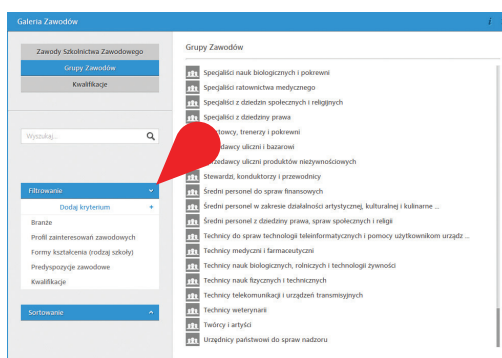 Galeria Zawodów
i
Zawody Szkolnictwa Zawodowego
Grupy Zawodów
Kwalifikacje
Wyszukaj...
Filtrowanie
Dodaj kryterium +
Branże
Profil zainteresowań zawodowych
Formy kształcenia (rodzaj szkoły)
Predyspozycje zawodowe
Kwalifikacje
Sortowanie
Grupy Zawodów
Specjaliści nauk biologicznych i pokrewni
Specjaliści ratownictwa medycznego
Specjaliści z dziedzin społecznych i religijnych
Specjaliści z dziedziny prawa
trenerzy i pokrewni
uliczni i bazarowi
uliczni produktów nieżywnościowych
Stewardzi, konduktorzy i przewodnicy
Średni personel do spraw finansowych
Średni personel w zakresie działalności artystycznej, kulturalnej i kulinarne ...
Średni personel z dziedziny prawa, spraw społecznych i religii
Technicy do spraw technologii teleinformatycznych i pomocy użytkownikom urządz ...
Technicy medyczni i farmaceutyczni
Technicy nauk biologicznych, rolniczych i technologii żywności
Technicy nauk fizycznych i technicznych
Technicy telekomunikacji i urządzeń transmisyjnych
Technicy weterynarii
Twórcy i artyści
Urzędnicy państwowi do spraw nadzoru